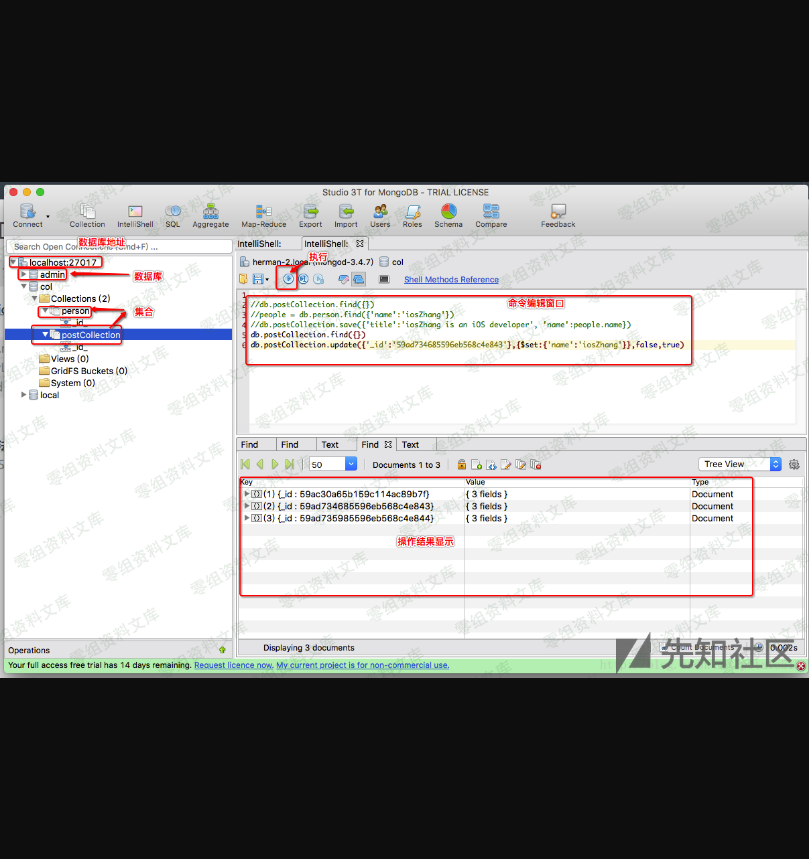 Studio 3T for MongoDB - TRIAL LICENSE
Connect
Collection
IntelliShell
SQL
Aggregate
Map-Reduce
Export
Import
Users
Roles
Schema
Compare
Feedback
Search Open Connections (Cmd+F) ...
数据库地址
IntelliShell:
IntelliShell:
执行
localhost:27017
herman-2.local (mongod-3.4.7)
col
admin
数据库
Shell Methods Reference
col
Collections (2)
person
集合
_id_
postCollection
_id_
Views (0)
GridFS Buckets (0)
System (0)
local
命令编辑窗口
1
2
//db.postCollection.find({})
3
//people = db.person.find({'name':'iosZhang'})
4
//db.postCollection.save({'title':'iosZhang is an iOS developer', 'name':people.name})
5
db.postCollection.find({})
6
db.postCollection.update({'_id':'59ad734685596eb568c4e843'},{$set:{'name':'iosZhang'}},false,true)
Find
Find
Text
Find
Text
50
Documents 1 to 3
Tree View
Key
Value
Type
(1) {_id : 59ac30a65b159c114ac89b7f}
{ 3 fields }
Document
(2) {_id : 59ad734685596eb568c4e843}
{ 3 fields }
Document
(3) {_id : 59ad735985596eb568c4e844}
{ 3 fields }
Document
操作结果显示
Operations
Displaying 3 documents
Count Documents
0.002s
先知社区
Your full access free trial has 14 days remaining. Request licence now. My current project is for non-commercial use.
零组资料文库